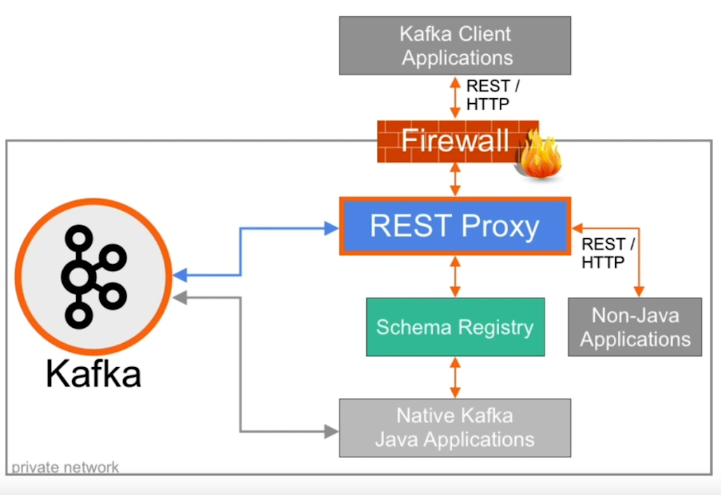 Kafka Client
Applications
REST /
HTTP
Firewall
REST Proxy
REST /
HTTP
Schema Registry
Non-Java
Applications
Kafka
Native Kafka
Java Applications
private network